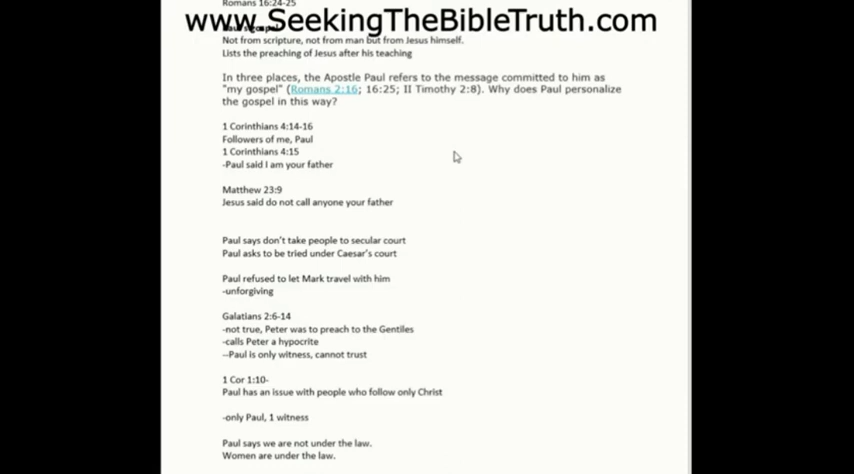 Romans 16:24-25
www.SeekingTheBibleTruth.com
Paul's gospel
Not from scripture, not from man but from Jesus himself.
Lists the preaching of Jesus after his teaching
In three places, the Apostle Paul refers to the message committed to him as
"my gospel" (Romans 2:16; 16:25; II Timothy 2:8). Why does Paul personalize
the gospel in this way?
1 Corinthians 4:14-16
Followers of me, Paul
1 Corinthians 4:15
-Paul said I am your father
Matthew 23:9
Jesus said do not call anyone your father
Paul says don't take people to secular court
Paul asks to be tried under Caesar's court
Paul refused to let Mark travel with him
-unforgiving
Galatians 2:6-14
-not true, Peter was to preach to the Gentiles
-calls Peter a hypocrite
--Paul is only witness, cannot trust
1 Cor 1:10-
Paul has an issue with people who follow only Christ
-only Paul, 1 witness
Paul says we are not under the law.
Women are under the law.